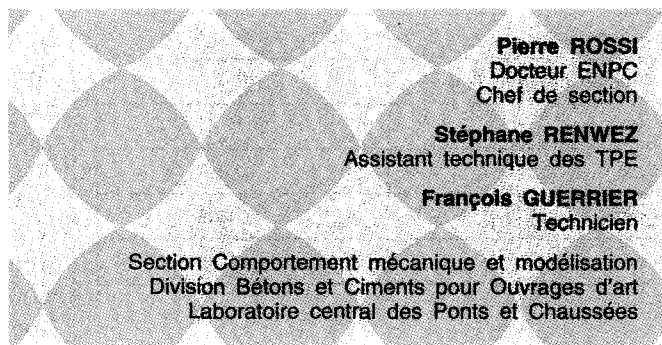 Pierre ROSSI
Docteur ENPC
Chef de section
Stéphane RENWEZ
Assistant technique des TPE
François GUERRIER
Technicien
Section Comportement mécanique et modélisation
Division Bétons et Ciments pour Ouvrages d'art
Laboratoire central des Ponts et Chaussées